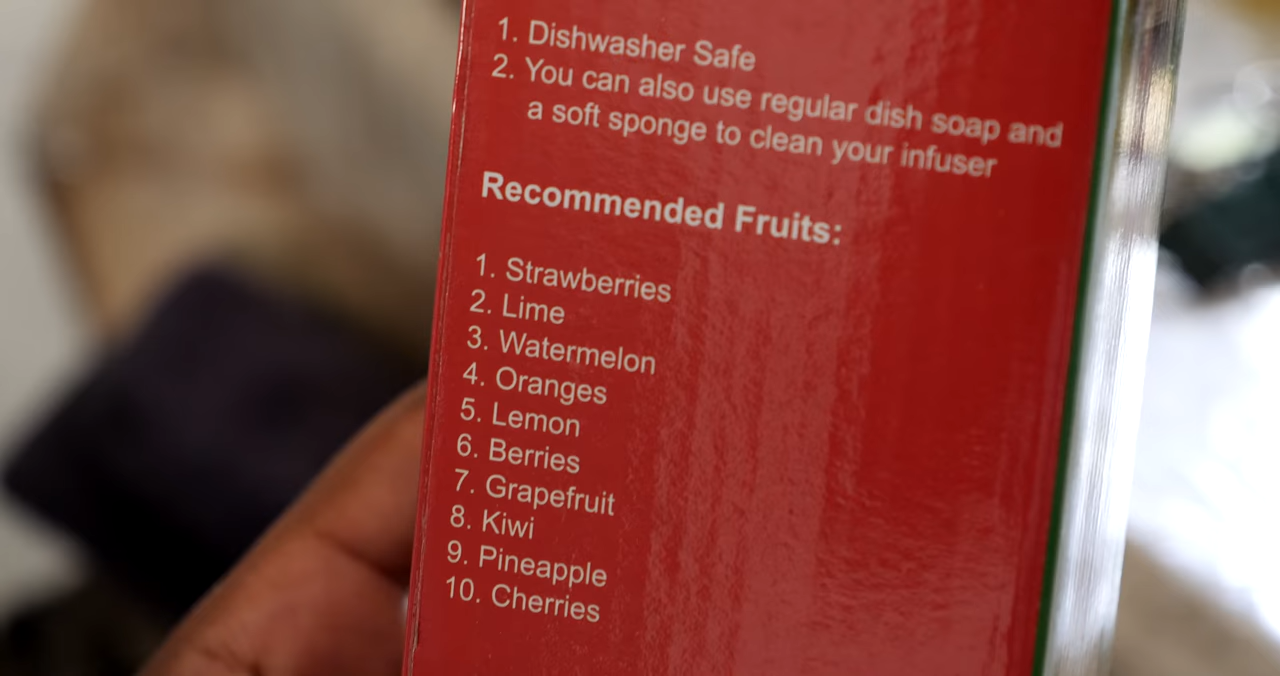 1. Dishwasher Safe
2. You can also use regular dish soap and
a soft sponge to clean your infuser
Recommended Fruits:
1. Strawberries
2. Lime
3. Watermelon
4. Oranges
5. Lemon
6. Berries
7. Grapefruit
8. Kiwi
9. Pineapple
10. Cherries